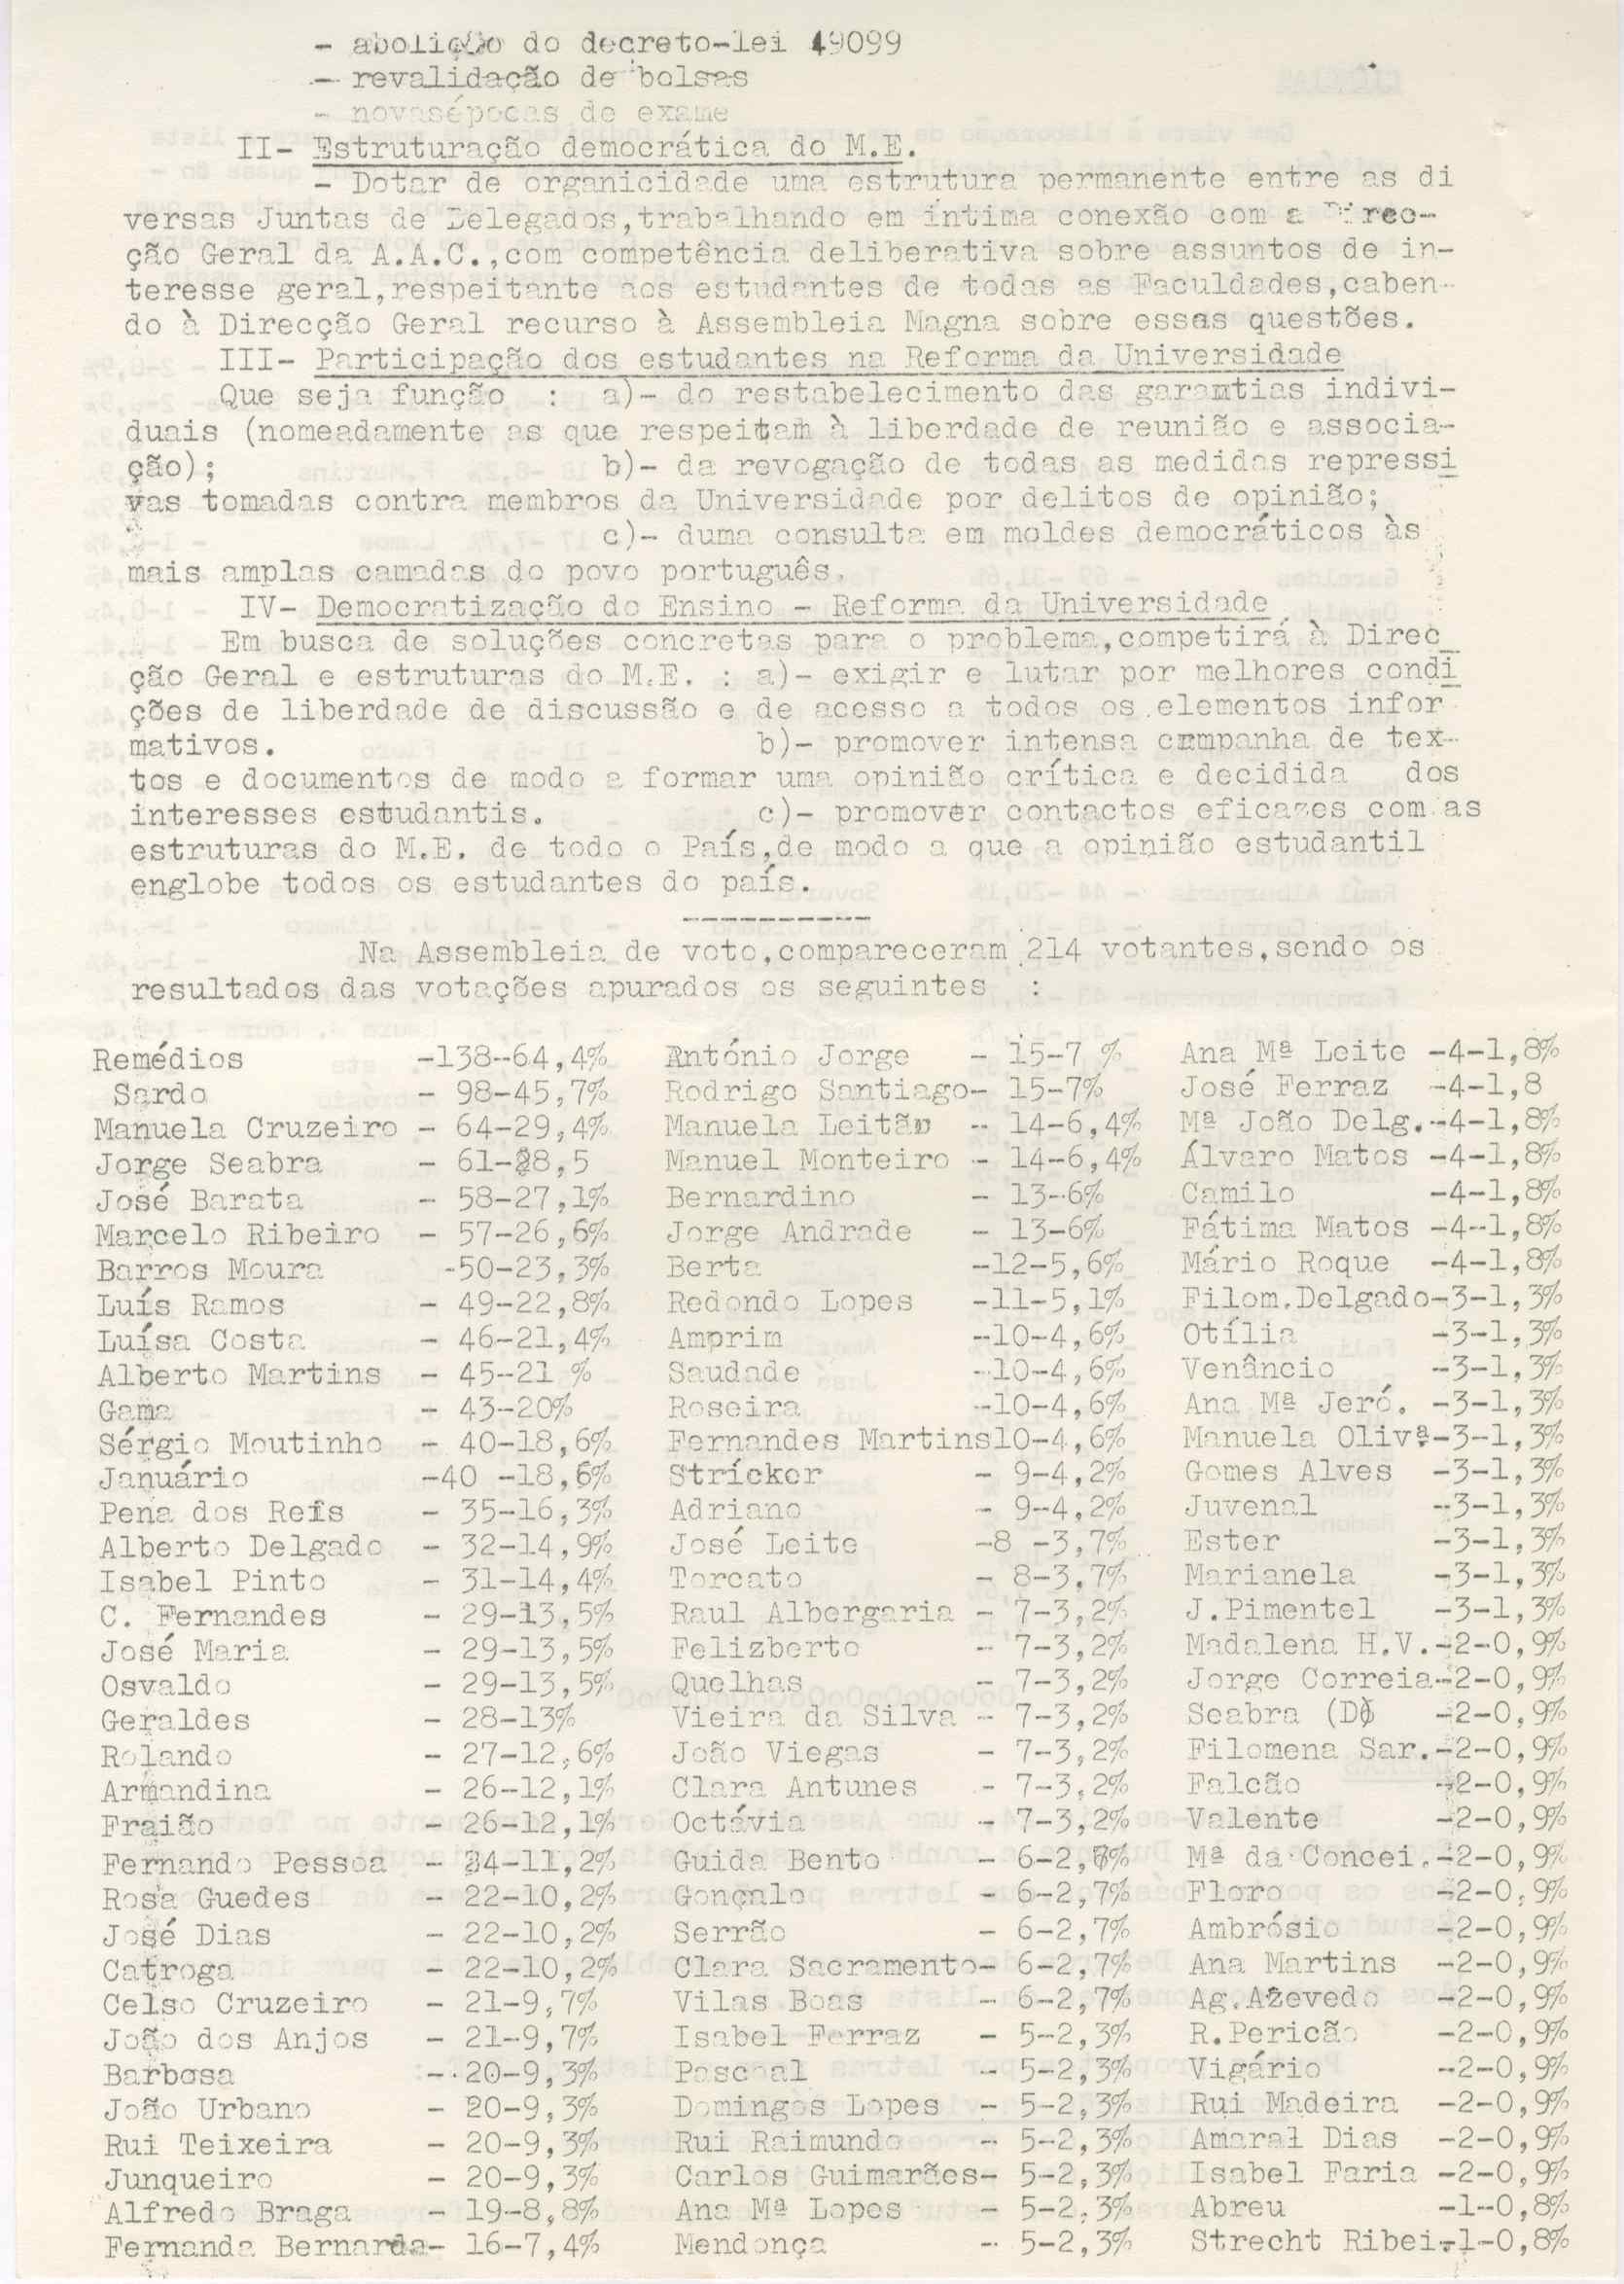 - abolição do decreto-lei 49099
- revalidação de bolsas
- novasépocas de exame
II- Estruturação democrática do M.E.
- Dotar de organicidade uma estrutura permanente entre as di
versas Juntas de Delegados,trabalhando em íntima conexão com a Direc-
ção Geral da A.A.C.,com competência deliberativa sobre assuntos de in-
teresse geral,respeitante aos estudantes de todas as Faculdades,caben-
do à Direcção Geral recurso à Assembleia Magna sobre essas questões.
III- Participação dos estudantes na Reforma da Universidade
Que seja função : a)- do restabelecimento das garantias indivi-
duais (nomeadamente as que respeitam à liberdade de reunião e associa-
ção); b)- da revogação de todas as medidas repressi
vas tomadas contra membros da Universidade por delitos de opinião;
c)- duma consulta em moldes democráticos às
mais amplas camadas do povo português.
IV- Democratização do Ensino - Reforma da Universidade
Em busca de soluções concretas para o problema,competirá à Direc_
ção Geral e estruturas do M.E. : a)- exigir e lutar por melhores condi
ções de liberdade de discussão e de acesso a todos os elementos infor
mativos. b)- promover intensa campanha de tex-
tos e documentos de modo a formar uma opinião crítica e decidida dos
interesses estudantis. c)- promover contactos eficazes com as
estruturas do M.E. de todo o País,de modo a que a opinião estudantil
englobe todos os estudantes do país.
------------
Na Assembleia de voto,compareceram 214 votantes,sendo os
resultados das votações apurados os seguintes :
Remédios -138-64,4%
Sardo - 98-45,7%
Manuela Cruzeiro - 64-29,4%
Jorge Seabra - 61-28,5
José Barata - 58-27,1%
Marcelo Ribeiro - 57-26,6%
Barros Moura -50-23,3%
Luís Ramos - 49-22,8%
Luísa Costa - 46-21,4%
Alberto Martins - 45-21 %
Gama - 43-20%
Sérgio Moutinho - 40-18,6%
Januário -40 -18,6%
Pena dos Reis - 35-16,3%
Alberto Delgado - 32-14,9%
Isabel Pinto - 31-14,4%
C. Fernandes - 29-13,5%
José Maria - 29-13,5%
Osvaldo - 29-13,5%
Geraldes - 28-13%
Rolando - 27-12,6%
Armandina - 26-12,1%
Fraião - 26-12,1%
Fernando Pessoa - 24-11,2%
Rosa Guedes - 22-10,2%
José Dias - 22-10,2%
Catroga - 22-10,2%
Celso Cruzeiro - 21-9,7%
João dos Anjos - 21-9,7%
Barbosa - 20-9,3%
João Urbano - 20-9,3%
Rui Teixeira - 20-9,3%
Junqueiro - 20-9,3%
Alfredo Braga - 19-8,8%
Fernanda Bernarda- 16-7,4%
António Jorge - 15-7 %
Rodrigo Santiago- 15-7%
Manuela Leitão - 14-6,4%
Manuel Monteiro - 14-6,4%
Bernardino - 13-6%
Jorge Andrade - 13-6%
Berta -12-5,6%
Redondo Lopes -11-5,1%
Amprim -10-4,6%
Saudade -10-4,6%
Roseira -10-4,6%
Fernandes Martins10-4,6%
Strícker - 9-4,2%
Adriano - 9-4,2%
José Leite -8 -3,7%
Torcato - 8-3,7%
Raul Albergaria - 7-3,2%
Felizberto - 7-3,2%
Quelhas - 7-3,2%
Vieira da Silva - 7-3,2%
João Viegas - 7-3,2%
Clara Antunes - 7-3,2%
Octávia - 7-3,2%
Guida Bento - 6-2,7%
Gonçalo - 6-2,7%
Serrão - 6-2,7%
Clara Sacramento- 6-2,7%
Vilas Boas - 6-2,7%
Isabel Ferraz - 5-2,3%
Pascoal - 5-2,3%
Domingos Lopes - 5-2,3%
Rui Raimundo - 5-2,3%
Carlos Guimarães- 5-2,3%
Ana Mª Lopes - 5-2,3%
Mendonça - 5-2,3%
Ana Mª Leite -4-1,8%
José Ferraz -4-1,8
Mª João Delg.-4-1,8%
Álvaro Matos -4-1,8%
Camilo -4-1,8%
Fátima Matos -4-1,8%
Mário Roque -4-1,8%
Filom.Delgado-3-1,3%
Otília -3-1,3%
Venâncio -3-1,3%
Ana Mª Jeró. -3-1,3%
Manuela Olivª-3-1,3%
Gomes Alves -3-1,3%
Juvenal -3-1,3%
Ester -3-1,3%
Marianela -3-1,3%
J.Pimentel -3-1,3%
Madalena H.V.-2-0,9%
Jorge Correia-2-0,9%
Seabra (D) -2-0,9%
Filomena Sar.-2-0,9%
Falcão -2-0,9%
Valente -2-0,9%
Mª da Concei.-2-0,9%
Floro -2-0,9%
Ambrósio -2-0,9%
Ana Martins -2-0,9%
Ag.Azevedo -2-0,9%
R.Pericão -2-0,9%
Vigário -2-0,9%
Rui Madeira -2-0,9%
Amaral Dias -2-0,9%
Isabel Faria -2-0,9%
Abreu -1-0,8%
Strecht Ribei.-1-0,8%